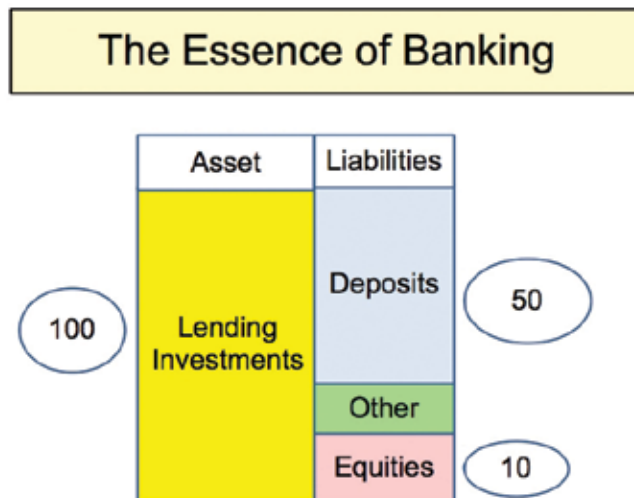 The Essence of Banking
Asset
Liabilities
100
Lending
Investments
Deposits
50
Other
Equities
10